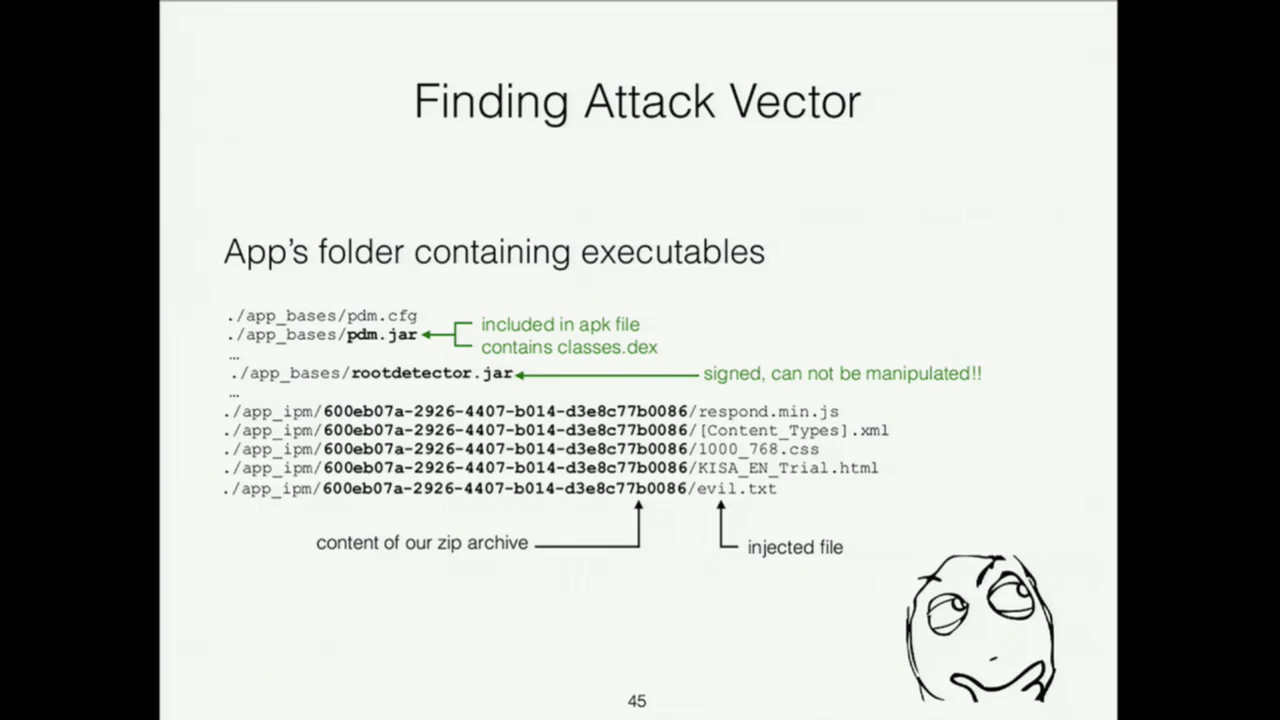 Finding Attack Vector
App's folder containing executables
./app_bases/pdm.cfg
./app_bases/pdm.jar
included in apk file
contains classes.dex
…
./app_bases/rootdetector.jar
signed, can not be manipulated!!
…
./app_ipm/600eb07a-2926-4407-b014-d3e8c77b0086/respond.min.js
./app_ipm/600eb07a-2926-4407-b014-d3e8c77b0086/[Content_Types].xml
./app_ipm/600eb07a-2926-4407-b014-d3e8c77b0086/1000_768.css
./app_ipm/600eb07a-2926-4407-b014-d3e8c77b0086/KISA_EN_Trial.html
./app_ipm/600eb07a-2926-4407-b014-d3e8c77b0086/evil.txt
content of our zip archive
injected file
45